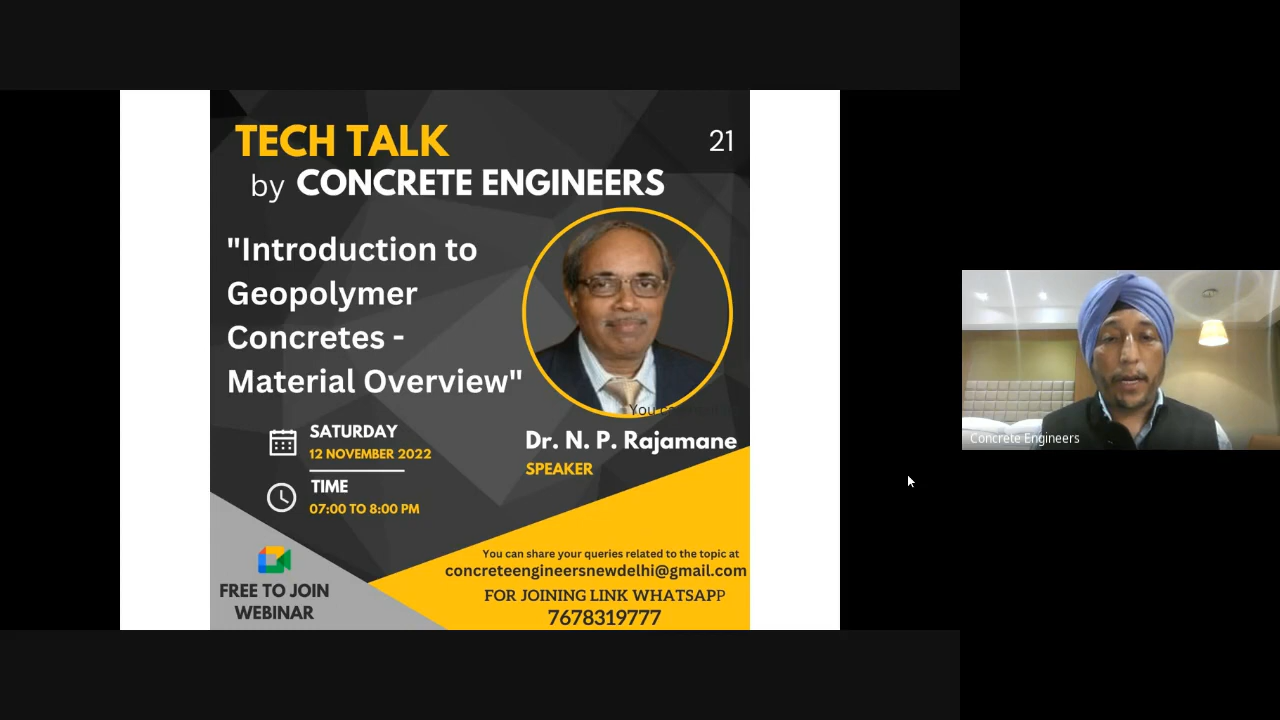 TECH TALK
21
by CONCRETE ENGINEERS
"Introduction to
Geopolymer
Concretes -
Material Overview"
You
Dr. N. P. Rajamane
SPEAKER
SATURDAY
12 NOVEMBER 2022
TIME
07:00 TO 8:00 PM
FREE TO JOIN
WEBINAR
You can share your queries related to the topic at
concreteengineersnewdelhi@gmail.com
FOR JOINING LINK WHATSAPP
7678319777
Concrete Engineers